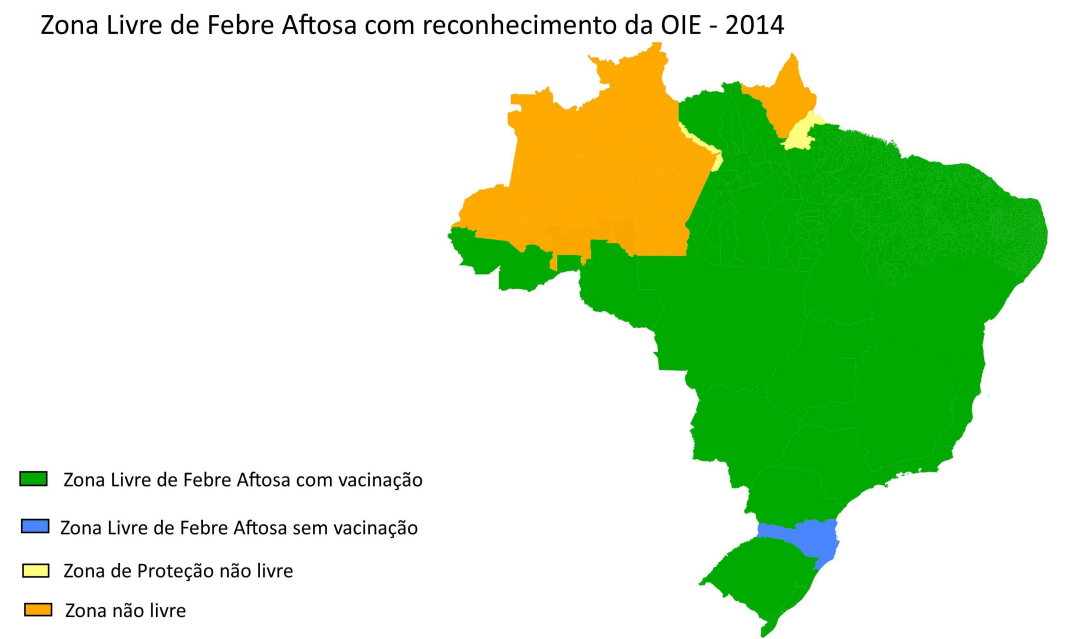 Zona Livre de Febre Aftosa com reconhecimento da OIE - 2014
Zona Livre de Febre Aftosa com vacinação
Zona Livre de Febre Aftosa sem vacinação
Zona de Proteção não livre
Zona não livre